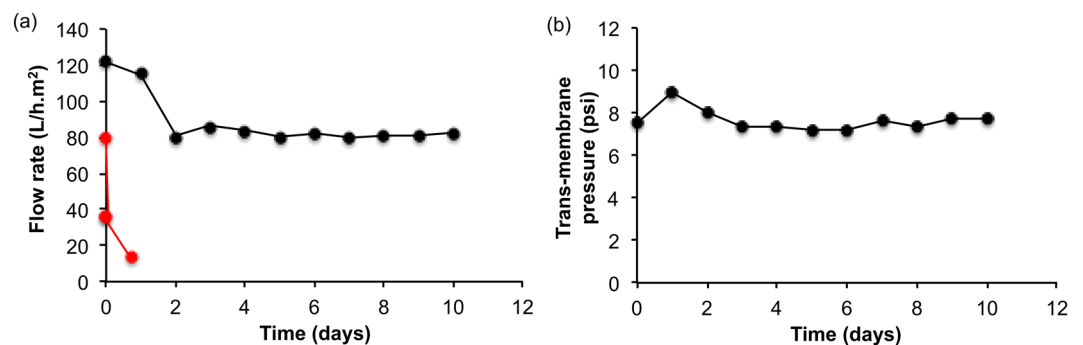 (a)
Flow rate (L/h.m²)
140
120
100
80
60
40
20
0
0 2 4 6 8 10 12
Time (days)
(b)
Trans-membrane
pressure (psi)
12
10
8
6
4
2
0
0 2 4 6 8 10 12
Time (days)